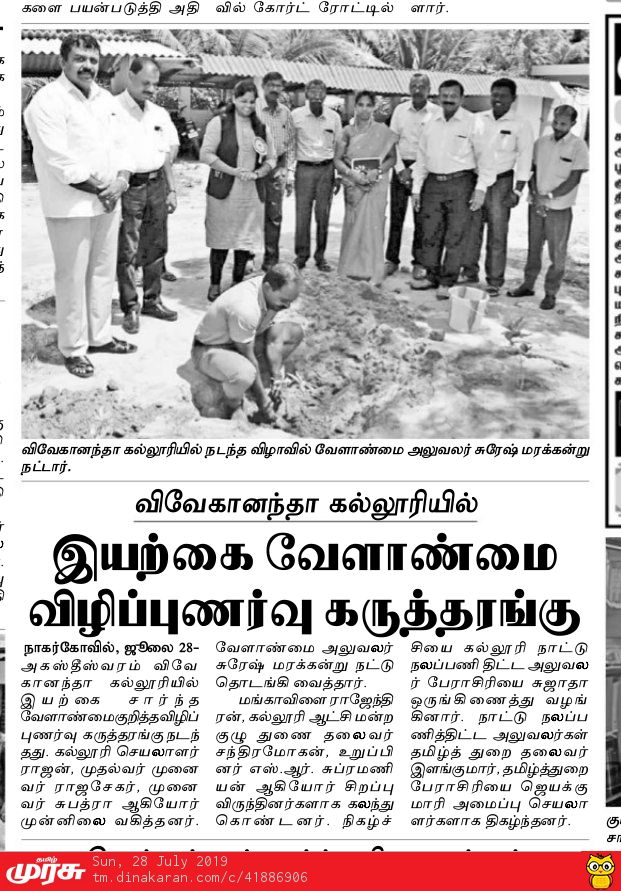 களை பயன்படுத்தி அதி
வில் கோர்ட் ரோட்டில்
ளார்.
விவேகானந்தா கல்லூரியில் நடந்த விழாவில் வேளாண்மை அலுவலர் சுரேஷ் மரக்கன்று
நட்டார்.
விவேகானந்தா கல்லூரியில்
இயற்கை வேளாண்மை
விழிப்புணர்வு கருத்தரங்கு
நாகர்கோவில், ஜூலை 28-
அகஸ்தீஸ்வரம் விவே
கானந்தா கல்லூரியில்
இயற்கை சார்ந்த
வேளாண்மைகுறித்தவிழிப்
புணர்வு கருத்தரங்கு நடந்
தது. கல்லூரி செயலாளர்
ராஜன், முதல்வர் முனை
வர் ராஜசேகர், முனை
வர் சுபத்ரா ஆகியோர்
முன்னிலை வகித்தனர்.
வேளாண்மை அலுவலர்
சுரேஷ் மரக்கன்று நட்டு
தொடங்கி வைத்தார்.
மங்காவிளை ராஜேந்தி
ரன், கல்லூரி ஆட்சி மன்ற
குழு துணை தலைவர்
சந்திரமோகன், உறுப்பி
னர் எஸ்.ஆர். சுப்ரமணி
யன் ஆகியோர் சிறப்பு
விருந்தினர்களாக கலந்து
கொண்டனர். நிகழ்ச்
சியை கல்லூரி நாட்டு
நலப்பணி திட்ட அலுவல
ர் பேராசிரியை சுஜாதா
ஒருங்கிணைத்து வழங்
கினார். நாட்டு நலப்ப
ணித்திட்ட அலுவலர்கள்
தமிழ்த் துறை தலைவர்
இளங்குமார், தமிழ்த்துறை
பேராசிரியை ஜெயக்கு
மாரி அமைப்பு செயலா
ளர்களாக திகழ்ந்தனர்.
தமிழ்
முரசு
Sun, 28 July 2019
tm.dinakaran.com/c/41886906